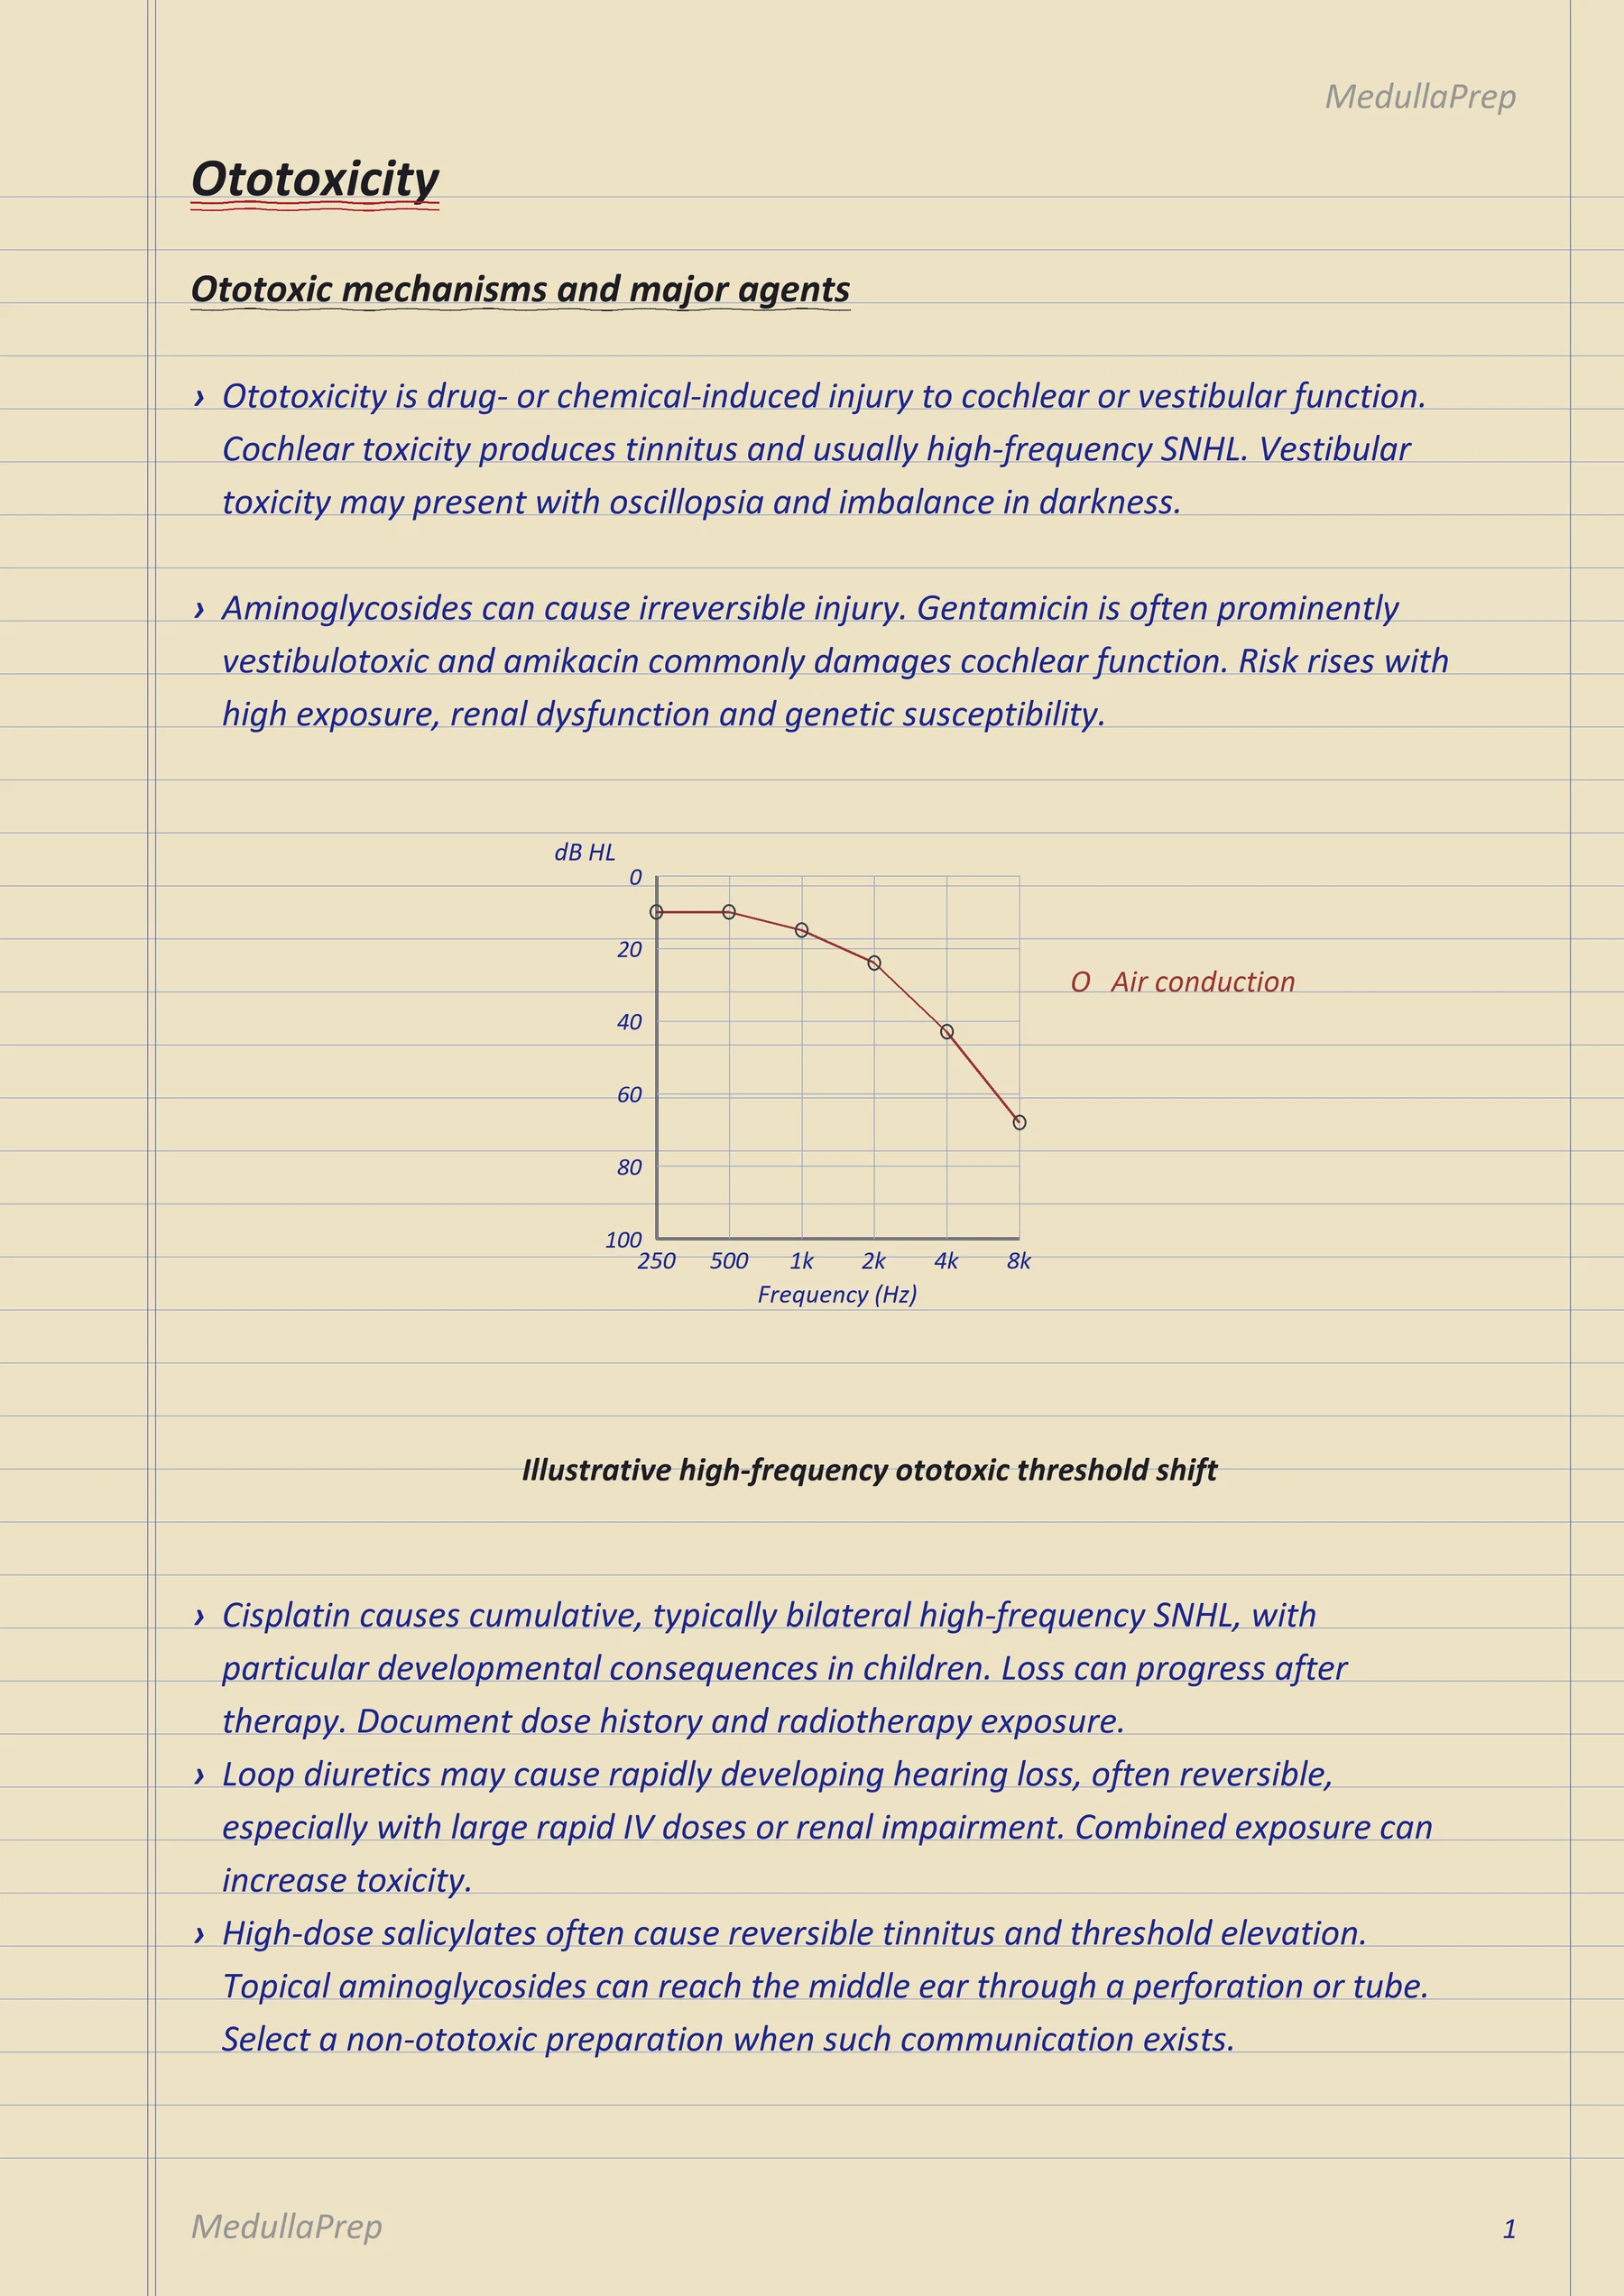 MedullaPrep
Ototoxicity
Ototoxic mechanisms and major agents
› Ototoxicity is drug- or chemical-induced injury to cochlear or vestibular function.
Cochlear toxicity produces tinnitus and usually high-frequency SNHL. Vestibular
toxicity may present with oscillopsia and imbalance in darkness.
› Aminoglycosides can cause irreversible injury. Gentamicin is often prominently
vestibulotoxic and amikacin commonly damages cochlear function. Risk rises with
high exposure, renal dysfunction and genetic susceptibility.
dB HL
0
20
O Air conduction
40
60
80
100
250 500 1k 2k 4k 8k
Frequency (Hz)
Illustrative high-frequency ototoxic threshold shift
› Cisplatin causes cumulative, typically bilateral high-frequency SNHL, with
particular developmental consequences in children. Loss can progress after
therapy. Document dose history and radiotherapy exposure.
› Loop diuretics may cause rapidly developing hearing loss, often reversible,
especially with large rapid IV doses or renal impairment. Combined exposure can
increase toxicity.
› High-dose salicylates often cause reversible tinnitus and threshold elevation.
Topical aminoglycosides can reach the middle ear through a perforation or tube.
Select a non-ototoxic preparation when such communication exists.
MedullaPrep
1